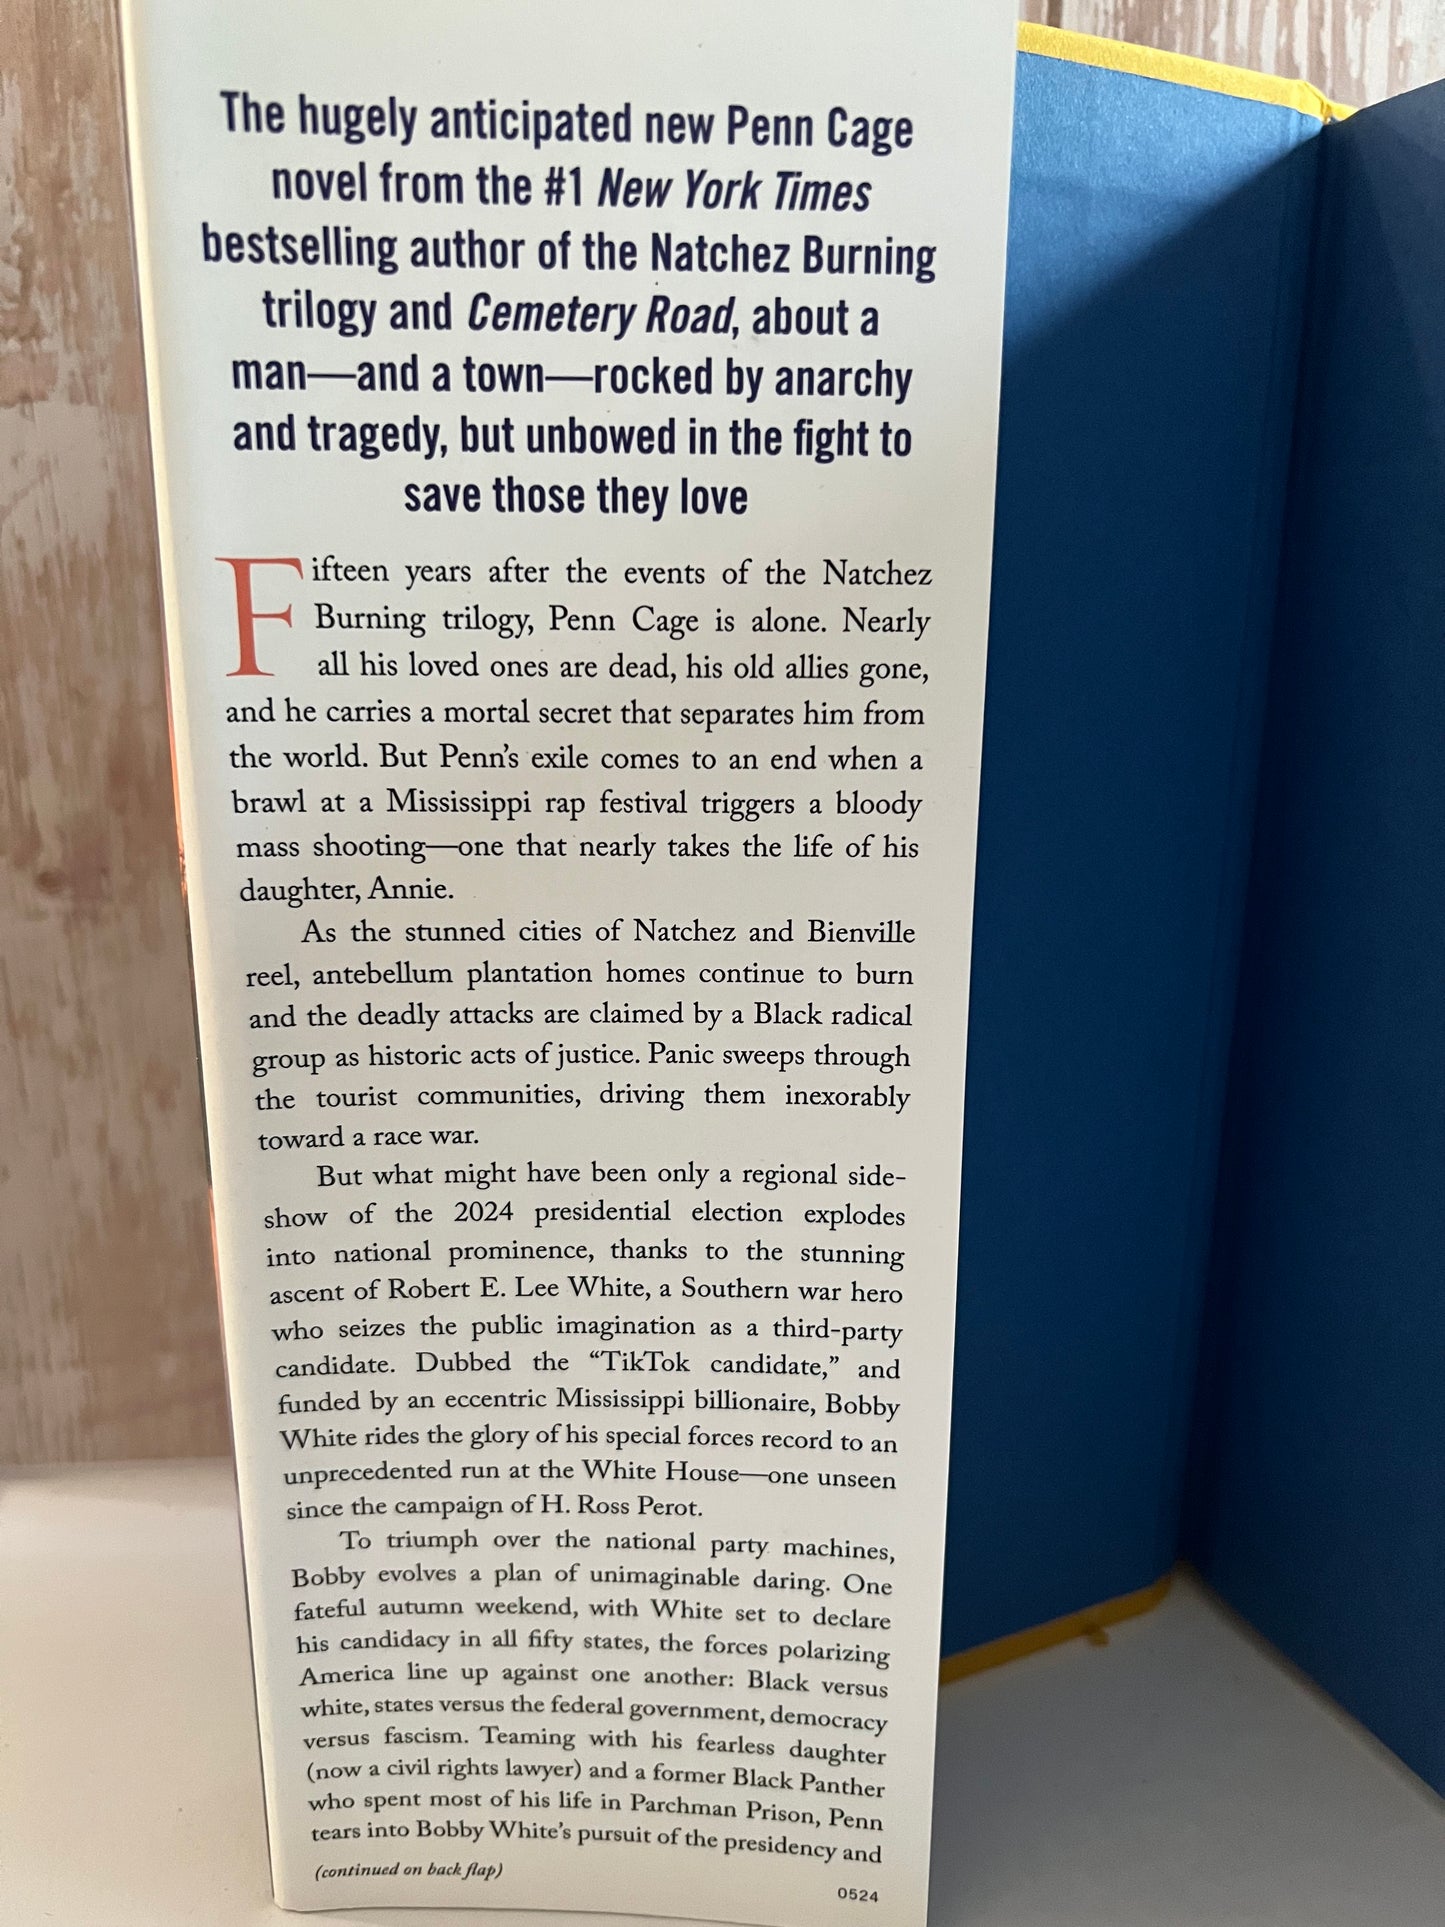 The hugely anticipated new Penn Cage
novel from the #1 New York Times
bestselling author of the Natchez Burning
trilogy and Cemetery Road, about a
man—and a town—rocked by anarchy
and tragedy, but unbowed in the fight to
save those they love
Fifteen years after the events of the Natchez
Burning trilogy, Penn Cage is alone. Nearly
all his loved ones are dead, his old allies gone,
and he carries a mortal secret that separates him from
the world. But Penn’s exile comes to an end when a
brawl at a Mississippi rap festival triggers a bloody
mass shooting—one that nearly takes the life of his
daughter, Annie.
As the stunned cities of Natchez and Bienville
reel, antebellum plantation homes continue to burn
and the deadly attacks are claimed by a Black radical
group as historic acts of justice. Panic sweeps through
the tourist communities, driving them inexorably
toward a race war.
But what might have been only a regional side-
show of the 2024 presidential election explodes
into national prominence, thanks to the stunning
ascent of Robert E. Lee White, a Southern war hero
who seizes the public imagination as a third-party
candidate. Dubbed the “TikTok candidate,” and
funded by an eccentric Mississippi billionaire, Bobby
White rides the glory of his special forces record to an
unprecedented run at the White House—one unseen
since the campaign of H. Ross Perot.
To triumph over the national party machines,
Bobby evolves a plan of unimaginable daring. One
fateful autumn weekend, with White set to declare
his candidacy in all fifty states, the forces polarizing
America line up against one another: Black versus
white, states versus the federal government, democracy
versus fascism. Teaming with his fearless daughter
(now a civil rights lawyer) and a former Black Panther
who spent most of his life in Parchman Prison, Penn
tears into Bobby White’s pursuit of the presidency and
(continued on back flap)
0524